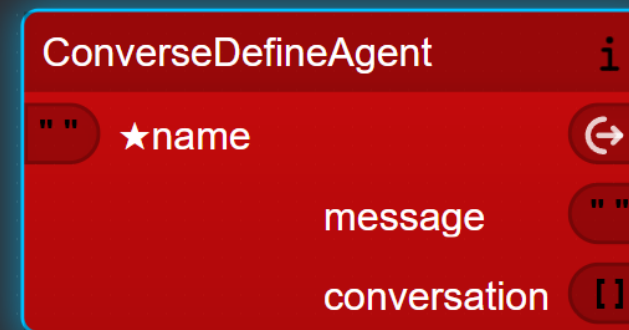 ConverseDefineAgent i
"" ★name
message ""
conversation []